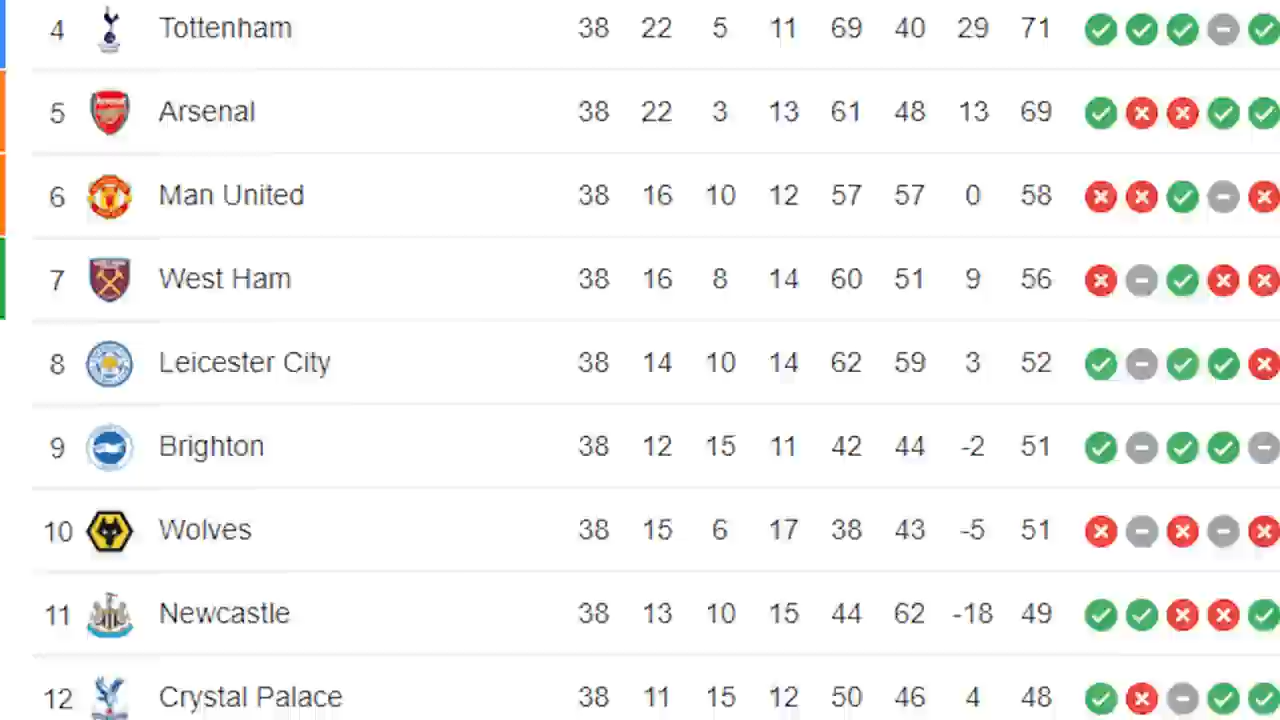 4 Tottenham 38 22 5 11 69 40 29 71
5 Arsenal 38 22 3 13 61 48 13 69
6 Man United 38 16 10 12 57 57 0 58
7 West Ham 38 16 8 14 60 51 9 56
8 Leicester City 38 14 10 14 62 59 3 52
9 Brighton 38 12 15 11 42 44 -2 51
10 Wolves 38 15 6 17 38 43 -5 51
11 Newcastle 38 13 10 15 44 62 -18 49
12 Crystal Palace 38 11 15 12 50 46 4 48